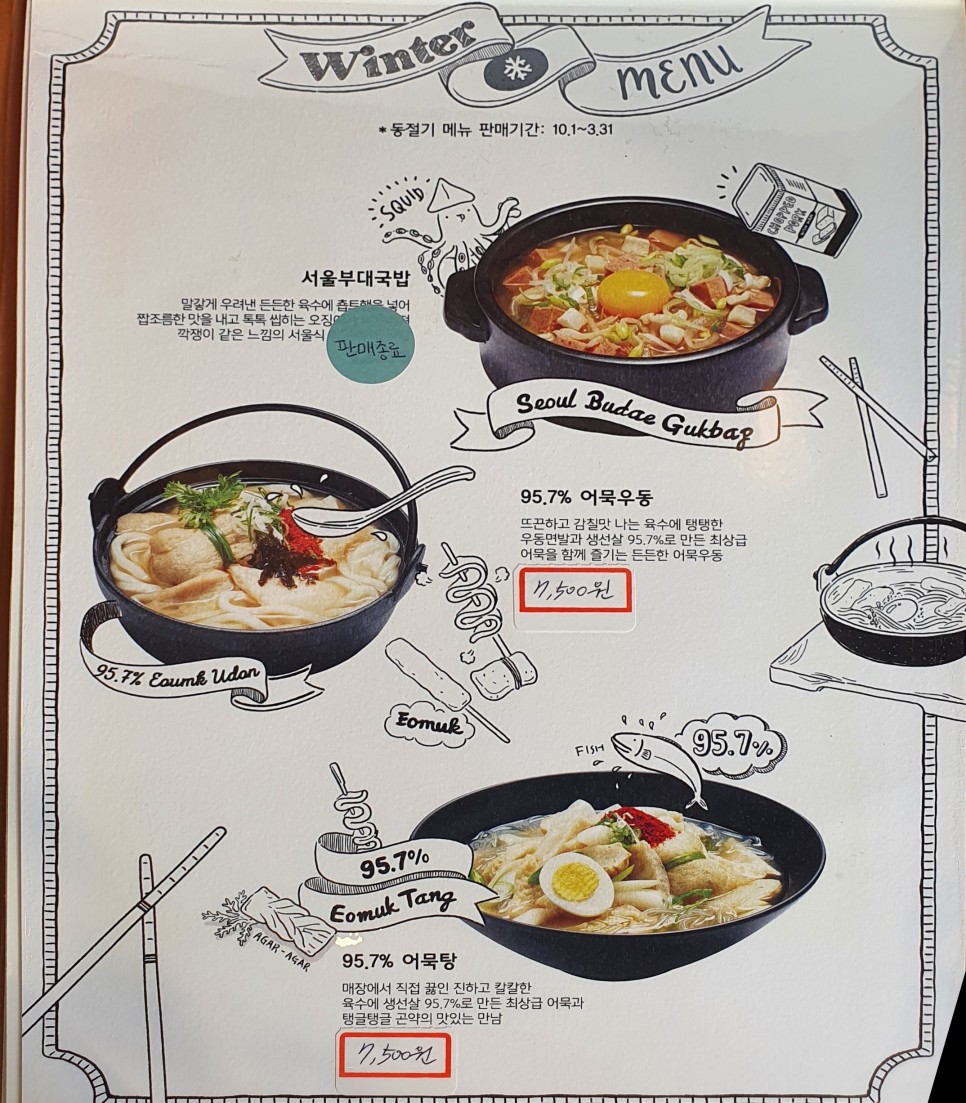 Winter MENU
*동절기 메뉴 판매기간: 10.1~3.31
SQUID
CHOPPED
PORK
서울부대국밥
말갛게 우려낸 든든한 육수에 촙트햄을 넣어
짭조름한 맛을 내고 톡톡 씹히는
깍쟁이 같은 느낌의 서울식
판매종료
Seoul Budae Gukbap
95.7% 어묵우동
뜨끈하고 감칠맛 나는 육수에 탱탱한
우동면발과 생선살 95.7%로 만든 최상급
어묵을 함께 즐기는 든든한 어묵우동
7,500원
95.7% Eoumk Udon
Eomuk
FISH
95.7%
95.7%
Eomuk Tang
AGAR-AGAR
95.7% 어묵탕
매장에서 직접 끓인 진하고 칼칼한
육수에 생선살 95.7%로 만든 최상급 어묵과
탱글탱글 곤약의 맛있는 만남
7,500원